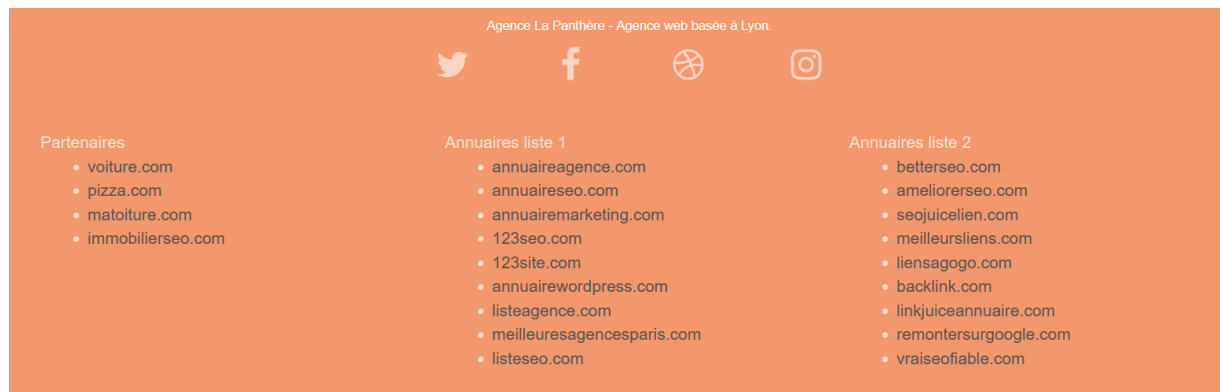 Agence La Panthère - Agence web basée à Lyon.
Partenaires
voiture.com
pizza.com
matoiture.com
immobilierseo.com
Annuaires liste 1
annuaireagence.com
annuaireseo.com
annuairemarketing.com
123seo.com
123site.com
annuairewordpress.com
listeagence.com
meilleuresagencesparis.com
listeseo.com
Annuaires liste 2
betterseo.com
ameliorerseo.com
seojuicelien.com
meilleursliens.com
liensagogo.com
backlink.com
linkjuiceannuaire.com
remontersurgoogle.com
vraiseofiable.com